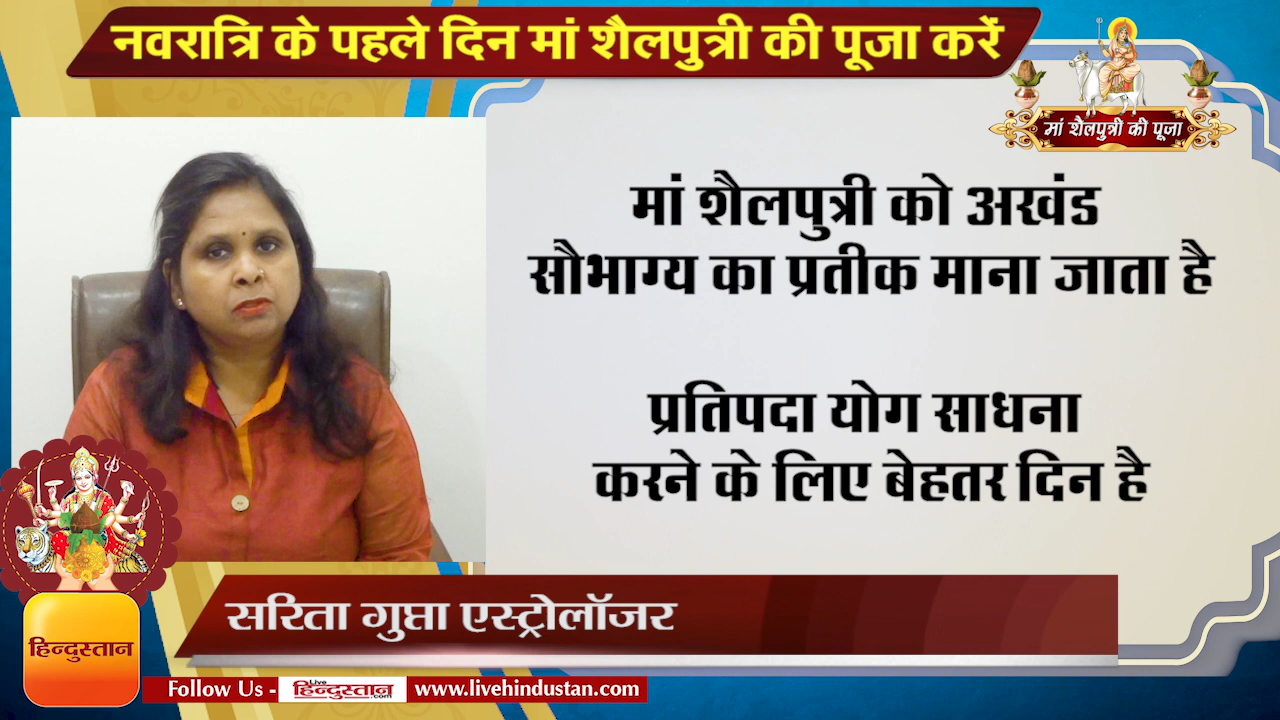 नवरात्रि के पहले दिन मां शैलपुत्री की पूजा करें
मां शैलपुत्री की पूजा
मां शैलपुत्री को अखंड
सौभाग्य का प्रतीक माना जाता है
प्रतिपदा योग साधना
करने के लिए बेहतर दिन है
सरिता गुप्ता एस्ट्रोलॉजर
हिन्दुस्तान
Follow Us - Live हिन्दुस्तान .com www.livehindustan.com